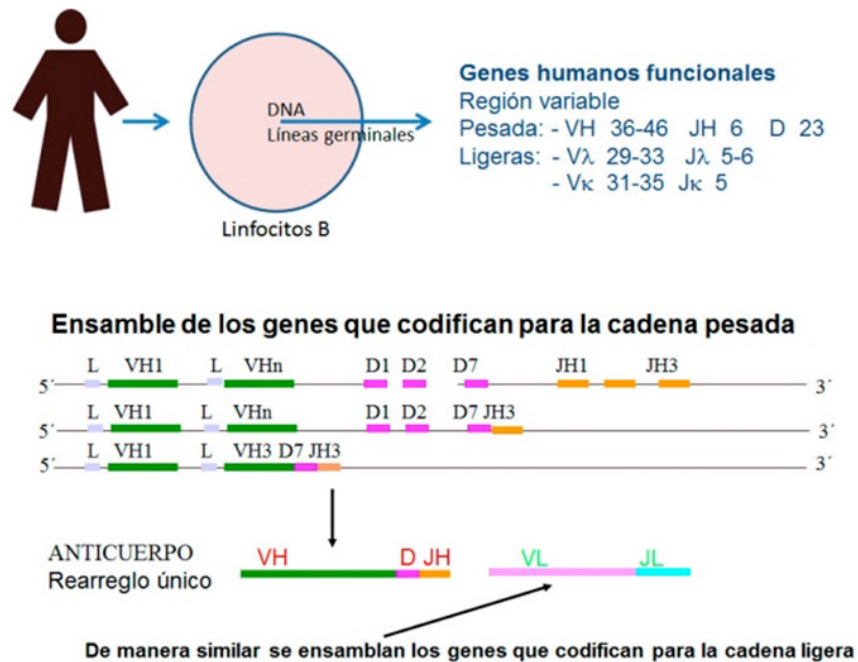 DNA
Líneas germinales
Linfocitos B
Genes humanos funcionales
Región variable
Pesada: - VH 36-46 JH 6 D 23
Ligeras: - Vλ 29-33 Jλ 5-6
- Vκ 31-35 Jκ 5
Ensamble de los genes que codifican para la cadena pesada
L VH1 L VHn D1 D2 D7 JH1 JH3
5´ 3´
L VH1 L VHn D1 D2 D7 JH3
5´ 3´
L VH1 L VH3 D7 JH3
5´ 3´
ANTICUERPO
Rearreglo único
VH D JH VL JL
De manera similar se ensamblan los genes que codifican para la cadena ligera